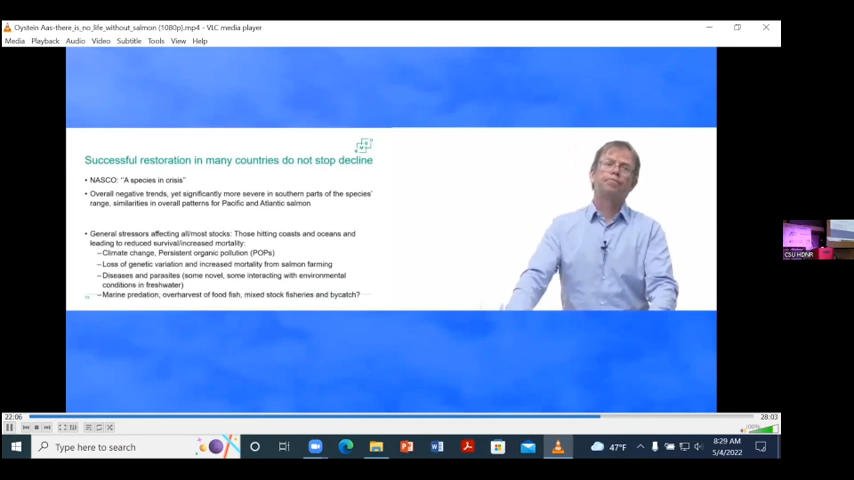 Oystein Aas-there_is_no_life_without_salmon (1080p).mp4 - VLC media player
Media Playback Audio Video Subtitle Tools View Help
Successful restoration in many countries do not stop decline
• NASCO: "A species in crisis"
• Overall negative trends, yet significantly more severe in southern parts of the species'
range, similarities in overall patterns for Pacific and Atlantic salmon
• General stressors affecting all/most stocks: Those hitting coasts and oceans and
leading to reduced survival/increased mortality:
– Climate change, Persistent organic pollution (POPs)
– Loss of genetic variation and increased mortality from salmon farming
– Diseases and parasites (some novel, some interacting with environmental
conditions in freshwater)
– Marine predation, overharvest of food fish, mixed stock fisheries and bycatch?
CSU HDNR
22:06
28:03
100%
Type here to search
47°F
8:29 AM
5/4/2022